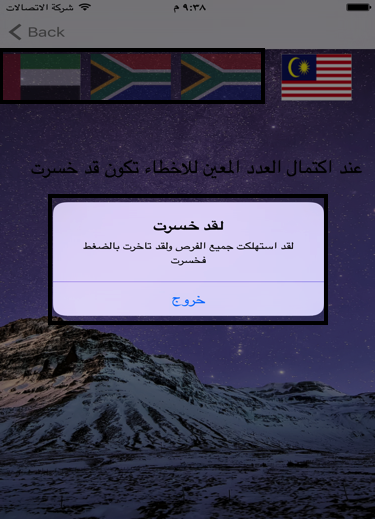 شركة الاتصالات ٩:٣٨ م
Back
عند اكتمال العدد المعين للاخطاء تكون قد خسرت
لقد خسرت
لقد استهلكت جميع الفرص ولقد تاخرت بالضغط
فخسرت
خروج